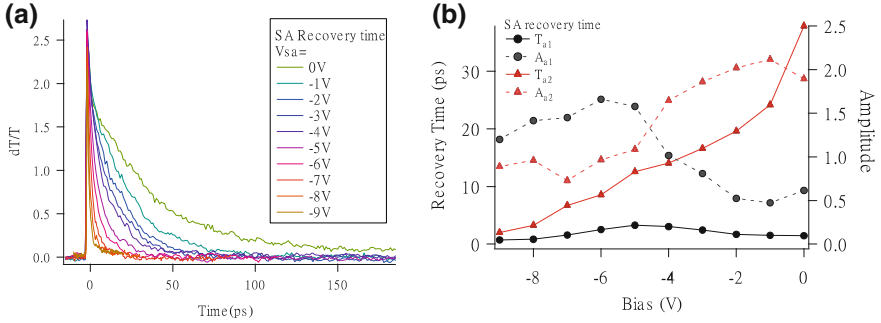 (a)
dT/T
2.5
2.0
1.5
1.0
0.5
0.0
0
50
100
150
Time(ps)
SA Recovery time
Vsa=
0V
-1V
-2V
-3V
-4V
-5V
-6V
-7V
-8V
-9V
(b)
SA recovery time
Ta1
Aa1
Ta2
Aa2
Recovery Time (ps)
30
20
10
0
-8
-6
-4
-2
0
Bias (V)
2.5
2.0
1.5
1.0
0.5
0.0
Amplitude